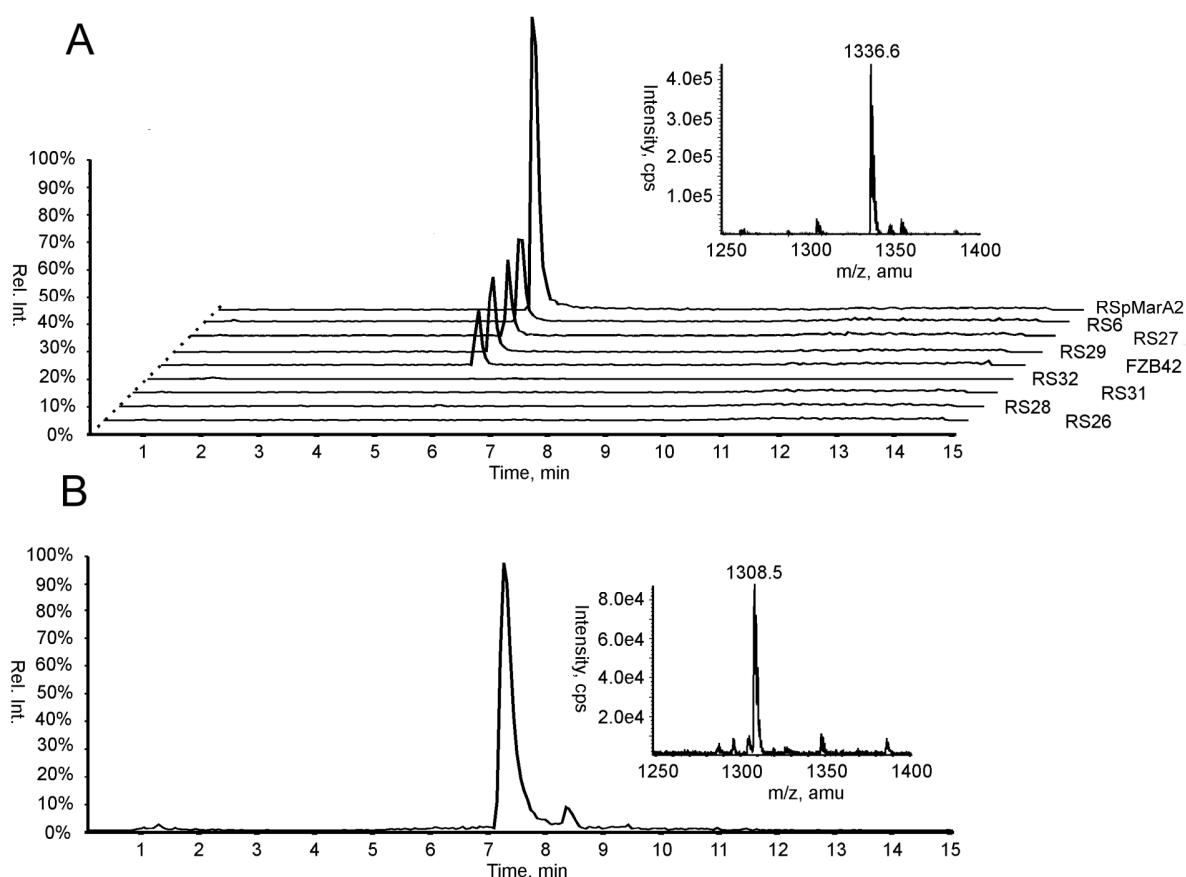 A
1336.6
4.0e5
3.0e5
2.0e5
1.0e5
Intensity, cps
1250 1300 1350 1400
m/z, amu
100%
90%
80%
70%
60%
50%
40%
30%
20%
10%
0%
Rel. Int.
RSpMarA2
RS6
RS27
RS29
FZB42
RS32
RS31
RS28
RS26
1 2 3 4 5 6 7 8 9 10 11 12 13 14 15
Time, min
B
1308.5
8.0e4
6.0e4
4.0e4
2.0e4
Intensity, cps
1250 1300 1350 1400
m/z, amu
100%
90%
80%
70%
60%
50%
40%
30%
20%
10%
0%
Rel. Int.
1 2 3 4 5 6 7 8 9 10 11 12 13 14 15
Time, min